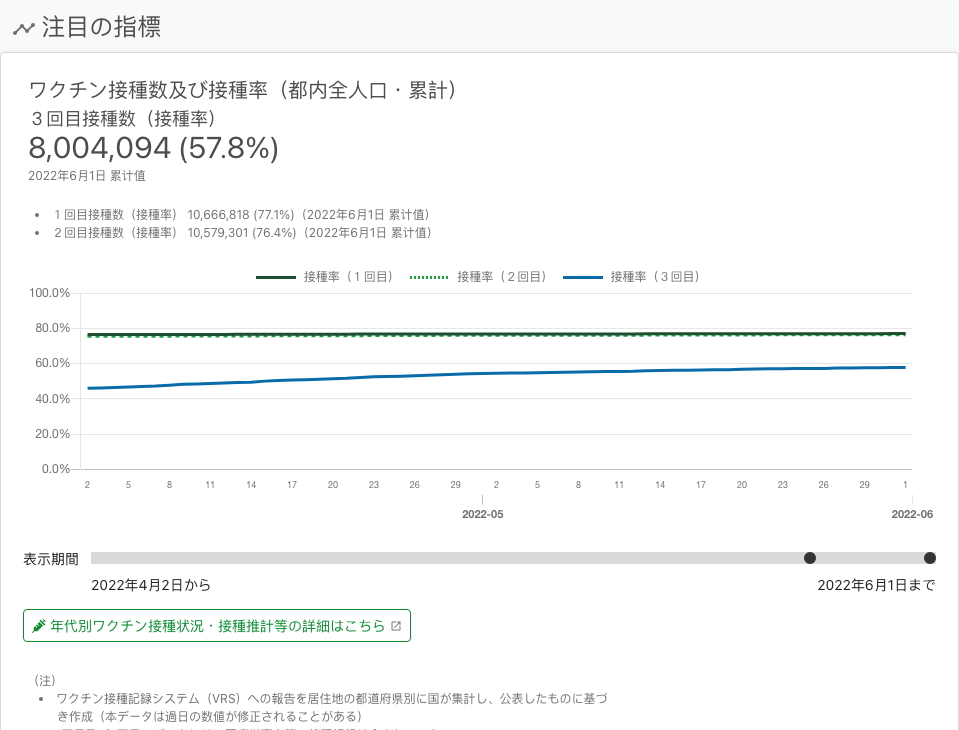 注目の指標
ワクチン接種数及び接種率（都内全人口・累計）
３回目接種数（接種率）
8,004,094 (57.8%)
2022年6月1日 累計値
• １回目接種数（接種率） 10,666,818 (77.1%)（2022年6月1日 累計値）
• ２回目接種数（接種率） 10,579,301 (76.4%)（2022年6月1日 累計値）
接種率（１回目） 接種率（２回目） 接種率（３回目）
100.0%
80.0%
60.0%
40.0%
20.0%
0.0%
2 5 8 11 14 17 20 23 26 29 2 5 8 11 14 17 20 23 26 29 1
2022-05 2022-06
表示期間
2022年4月2日から 2022年6月1日まで
年代別ワクチン接種状況・接種推計等の詳細はこちら
（注）
• ワクチン接種記録システム（VRS）への報告を居住地の都道府県別に国が集計し、公表したものに基づ
き作成（本データは過日の数値が修正されることがある）